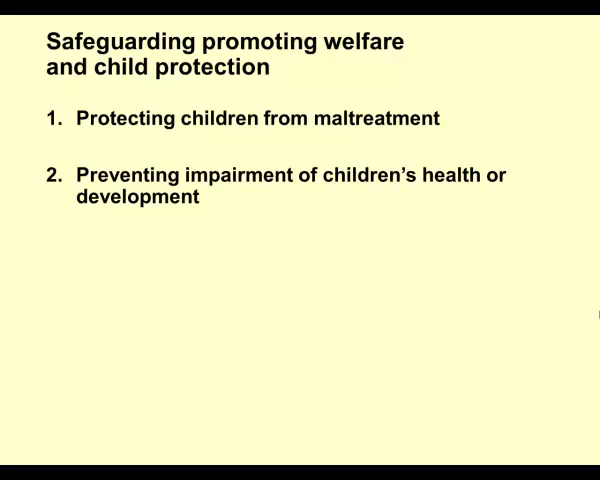 Safeguarding promoting welfare
and child protection
1. Protecting children from maltreatment
2. Preventing impairment of children’s health or
development